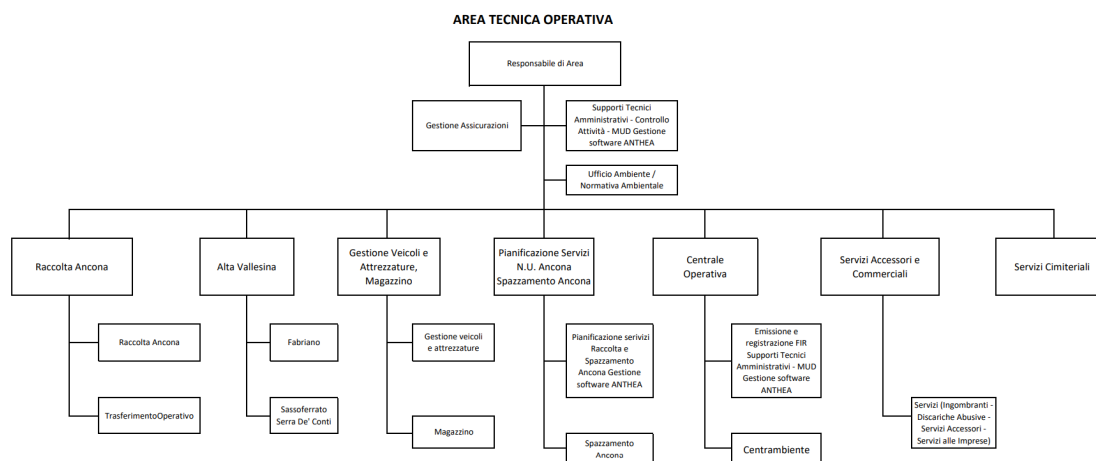 AREA TECNICA OPERATIVA
Responsabile di Area
Gestione Assicurazioni
Supporti Tecnici
Amministrativi - Controllo
Attività - MUD Gestione
software ANTHEA
Ufficio Ambiente /
Normativa Ambientale
Raccolta Ancona
Alta Vallesina
Gestione Veicoli e
Attrezzature,
Magazzino
Pianificazione Servizi
N.U. Ancona
Spazzamento Ancona
Centrale
Operativa
Servizi Accessori e
Commerciali
Servizi Cimiteriali
Raccolta Ancona
Fabriano
Gestione veicoli
e attrezzature
Pianificazione serivizi
Raccolta e
Spazzamento
Ancona Gestione
software ANTHEA
Emissione e
registrazione FIR
Supporti Tecnici
Amministrativi - MUD
Gestione software
ANTHEA
TrasferimentoOperativo
Sassoferrato
Serra De' Conti
Magazzino
Spazzamento
Ancona
Centrambiente
Servizi (Ingombranti -
Discariche Abusive -
Servizi Accessori -
Servizi alle Imprese)